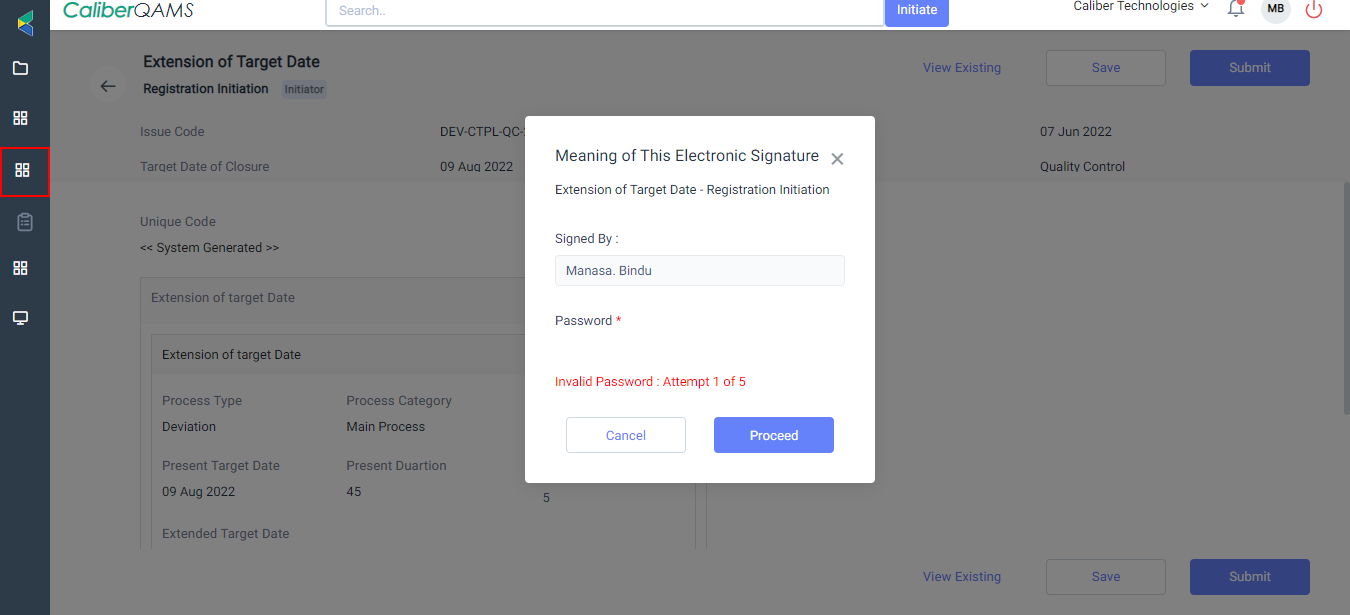 CaliberQAMS
Search..
Initiate
Caliber Technologies
MB
Extension of Target Date
Registration Initiation
Initiator
View Existing
Save
Submit
Issue Code
DEV-CTPL-QC-
07 Jun 2022
Target Date of Closure
09 Aug 2022
Quality Control
Unique Code
<< System Generated >>
Extension of target Date
Extension of target Date
Process Type
Process Category
Deviation
Main Process
Present Target Date
Present Duartion
09 Aug 2022
45
5
Extended Target Date
Meaning of This Electronic Signature
Extension of Target Date - Registration Initiation
Signed By :
Manasa. Bindu
Password *
Invalid Password : Attempt 1 of 5
Cancel
Proceed
View Existing
Save
Submit